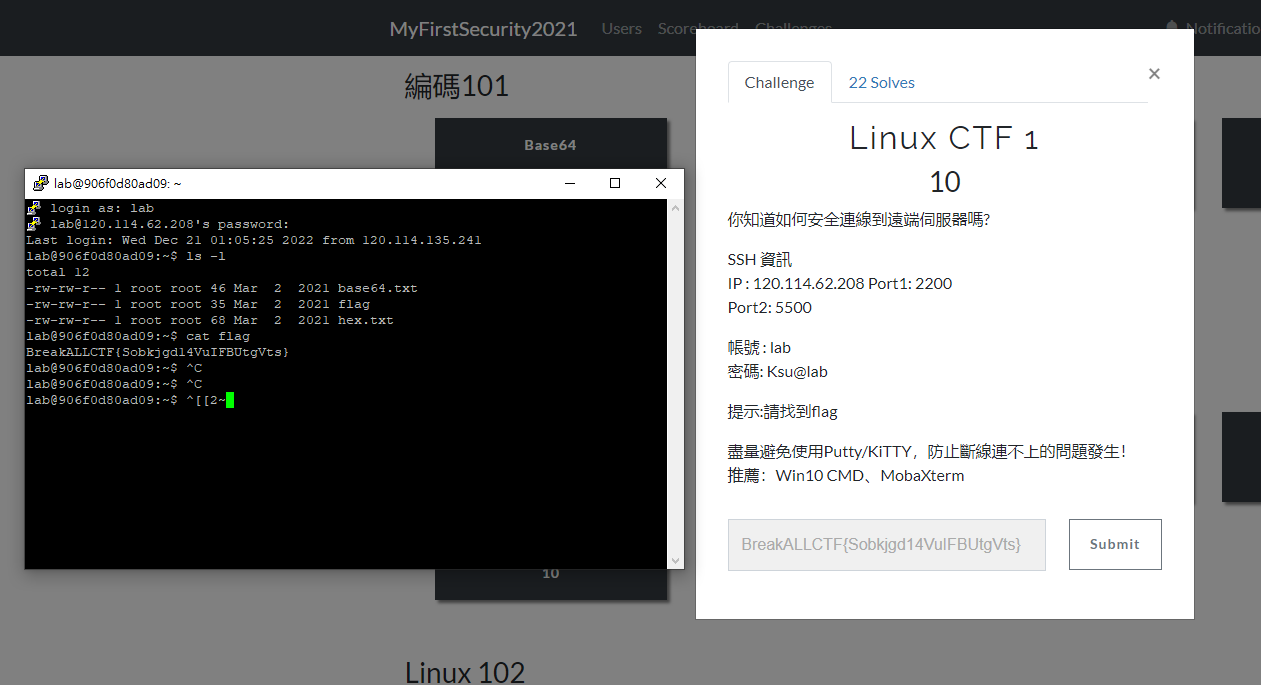 MyFirstSecurity2021 Users Scoreboard Challenges Notificatio
編碼101
Base64
lab@906f0d80ad09: ~
login as: lab
lab@120.114.62.208's password:
Last login: Wed Dec 21 01:05:25 2022 from 120.114.135.241
lab@906f0d80ad09:~$ ls -l
total 12
-rw-rw-r-- 1 root root 46 Mar  2  2021 base64.txt
-rw-rw-r-- 1 root root 35 Mar  2  2021 flag
-rw-rw-r-- 1 root root 68 Mar  2  2021 hex.txt
lab@906f0d80ad09:~$ cat flag
BreakALLCTF{Sobkjgd14VuIFBUtgVts}
lab@906f0d80ad09:~$ ^C
lab@906f0d80ad09:~$ ^C
lab@906f0d80ad09:~$ ^[[2~
10
Linux 102
Challenge 22 Solves ×
Linux CTF 1
10
你知道如何安全連線到遠端伺服器嗎?
SSH 資訊
IP : 120.114.62.208 Port1: 2200
Port2: 5500
帳號 : lab
密碼: Ksu@lab
提示:請找到flag
盡量避免使用Putty/KiTTY，防止斷線連不上的問題發生!
推薦：Win10 CMD、MobaXterm
BreakALLCTF{Sobkjgd14VuIFBUtgVts}
Submit